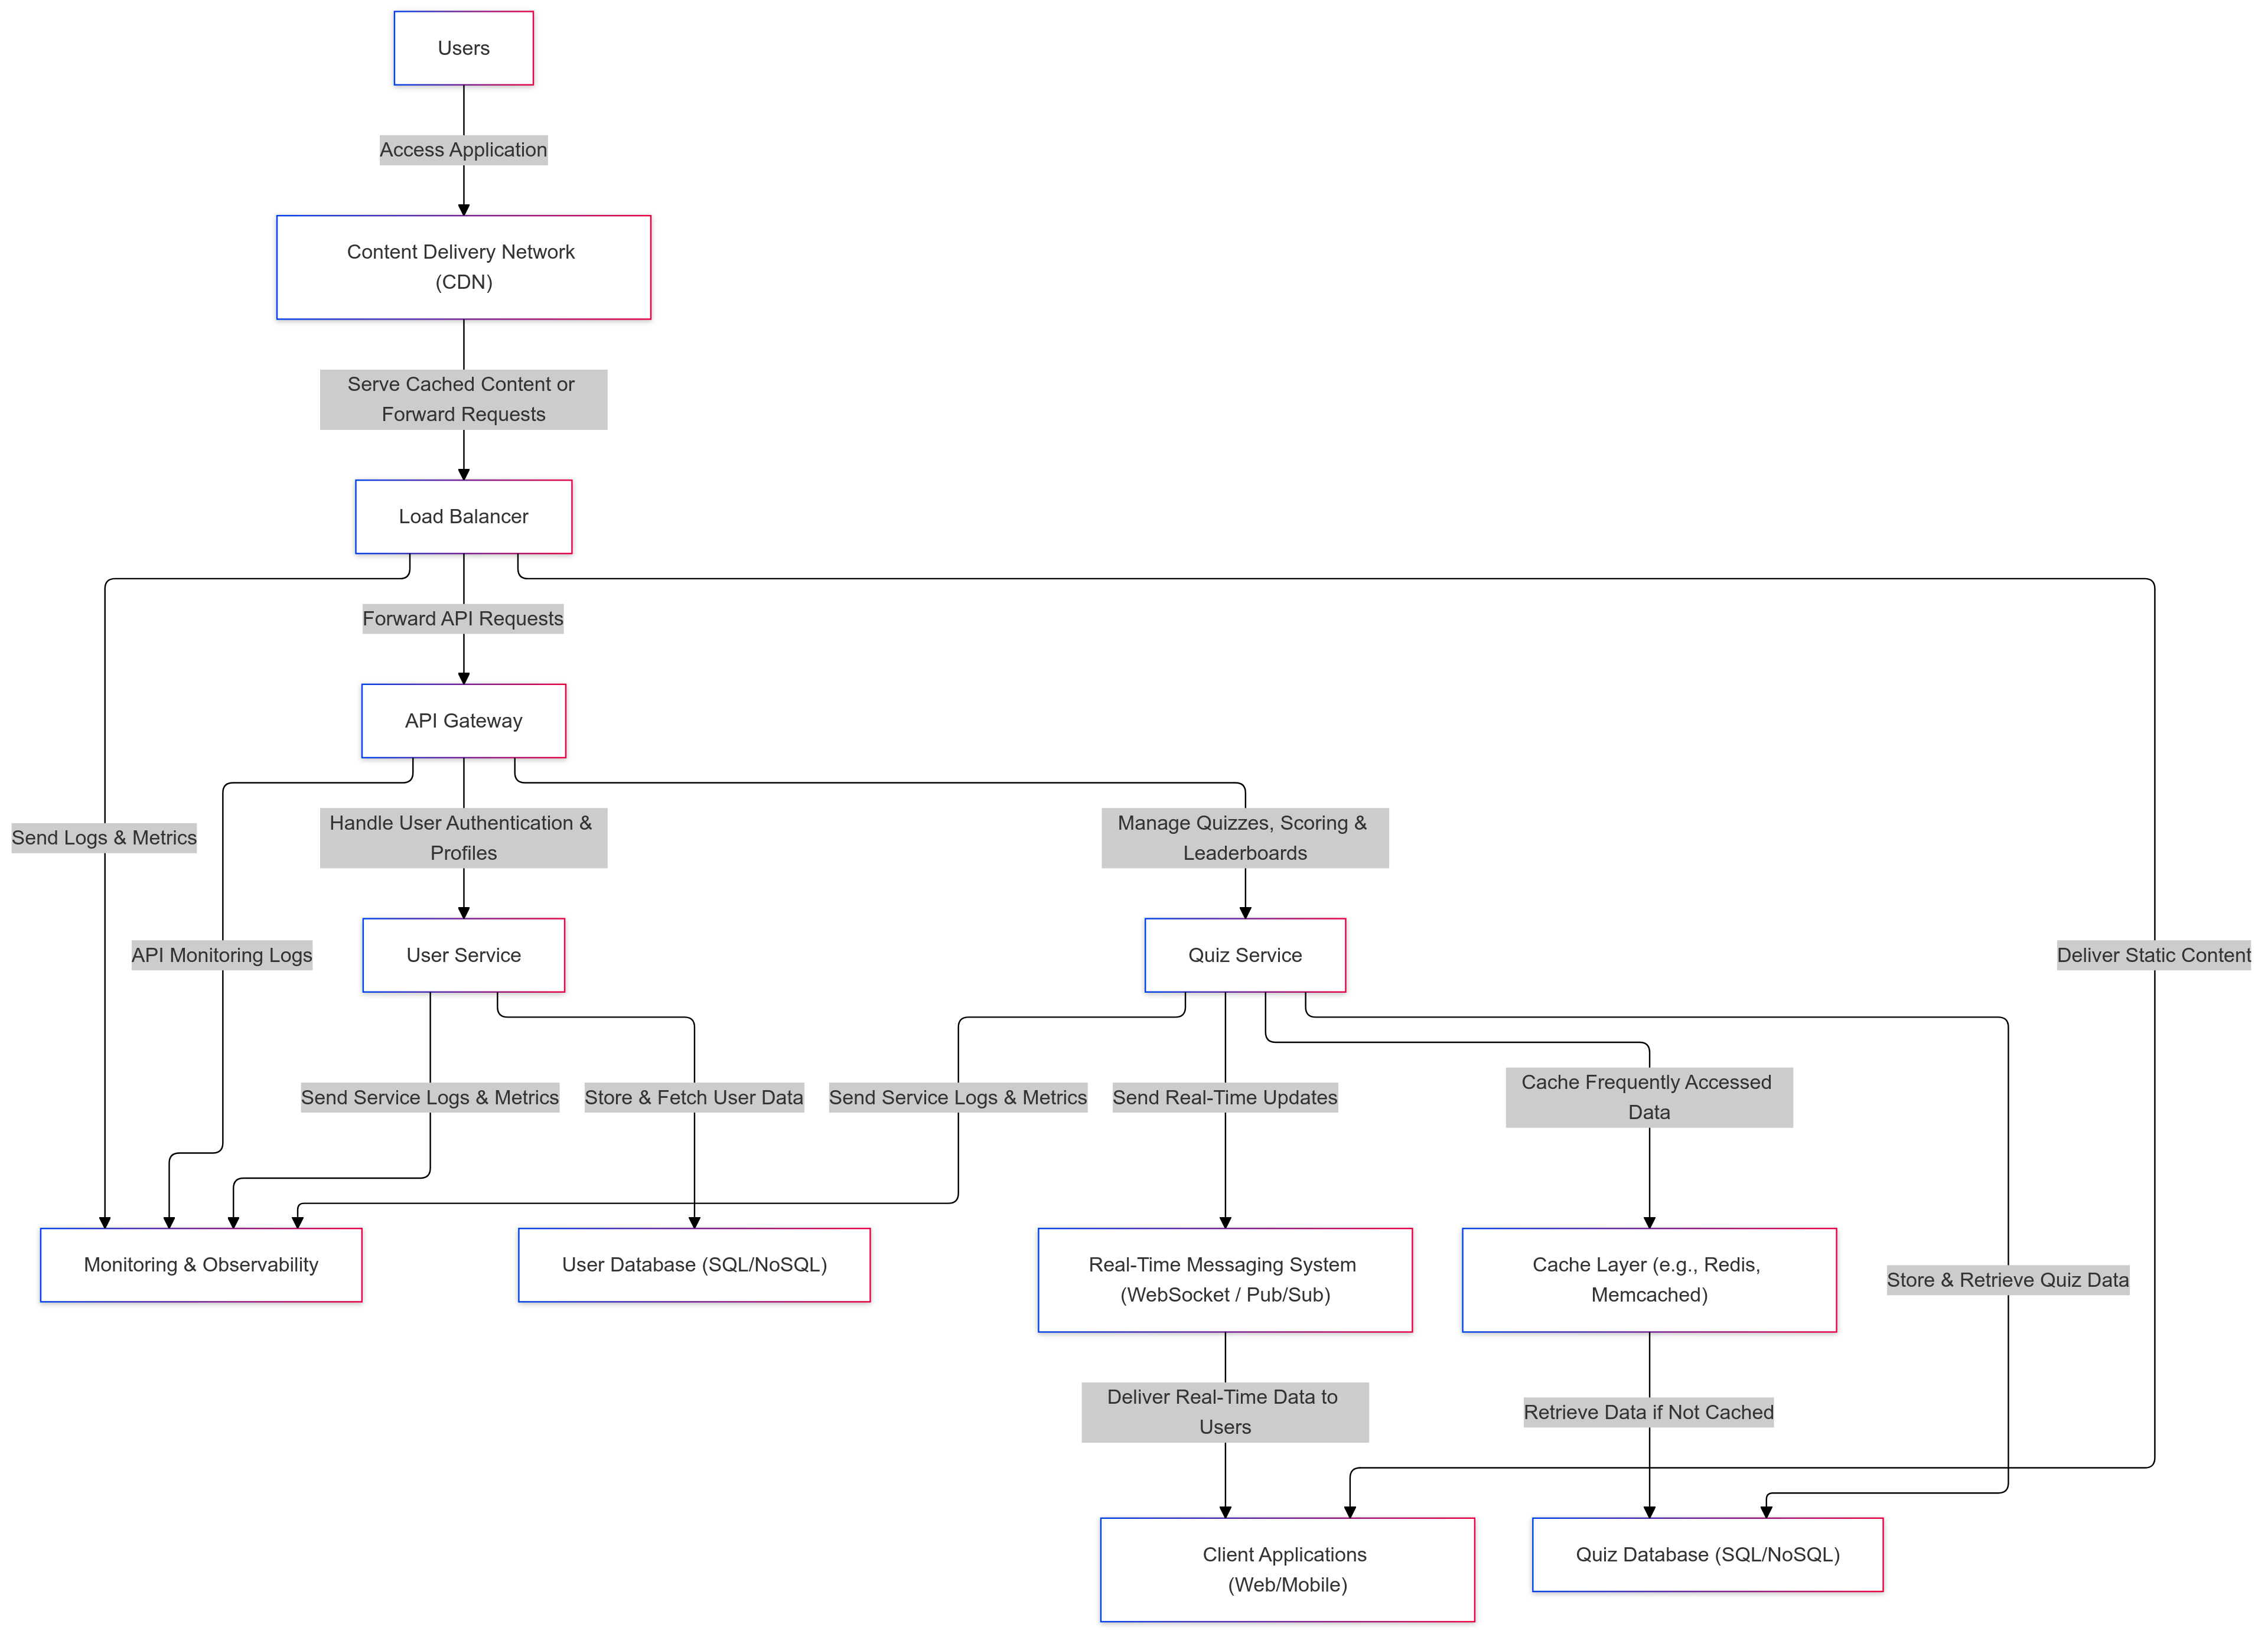 Users
Access Application
Content Delivery Network
(CDN)
Serve Cached Content or
Forward Requests
Load Balancer
Forward API Requests
API Gateway
Send Logs & Metrics
Handle User Authentication &
Profiles
Manage Quizzes, Scoring &
Leaderboards
API Monitoring Logs
User Service
Quiz Service
Deliver Static Content
Send Service Logs & Metrics
Store & Fetch User Data
Send Service Logs & Metrics
Send Real-Time Updates
Cache Frequently Accessed
Data
Monitoring & Observability
User Database (SQL/NoSQL)
Real-Time Messaging System
(WebSocket / Pub/Sub)
Cache Layer (e.g., Redis,
Memcached)
Store & Retrieve Quiz Data
Deliver Real-Time Data to
Users
Retrieve Data if Not Cached
Client Applications
(Web/Mobile)
Quiz Database (SQL/NoSQL)